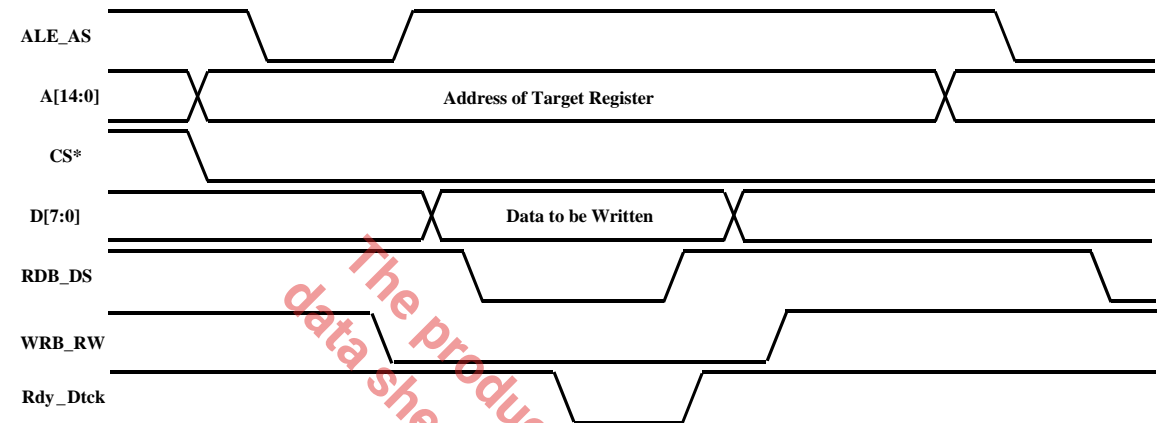 ALE_AS
A[14:0]
Address of Target Register
CS*
D[7:0]
Data to be Written
RDB_DS
WRB_RW
Rdy_Dtck
The produc
data she